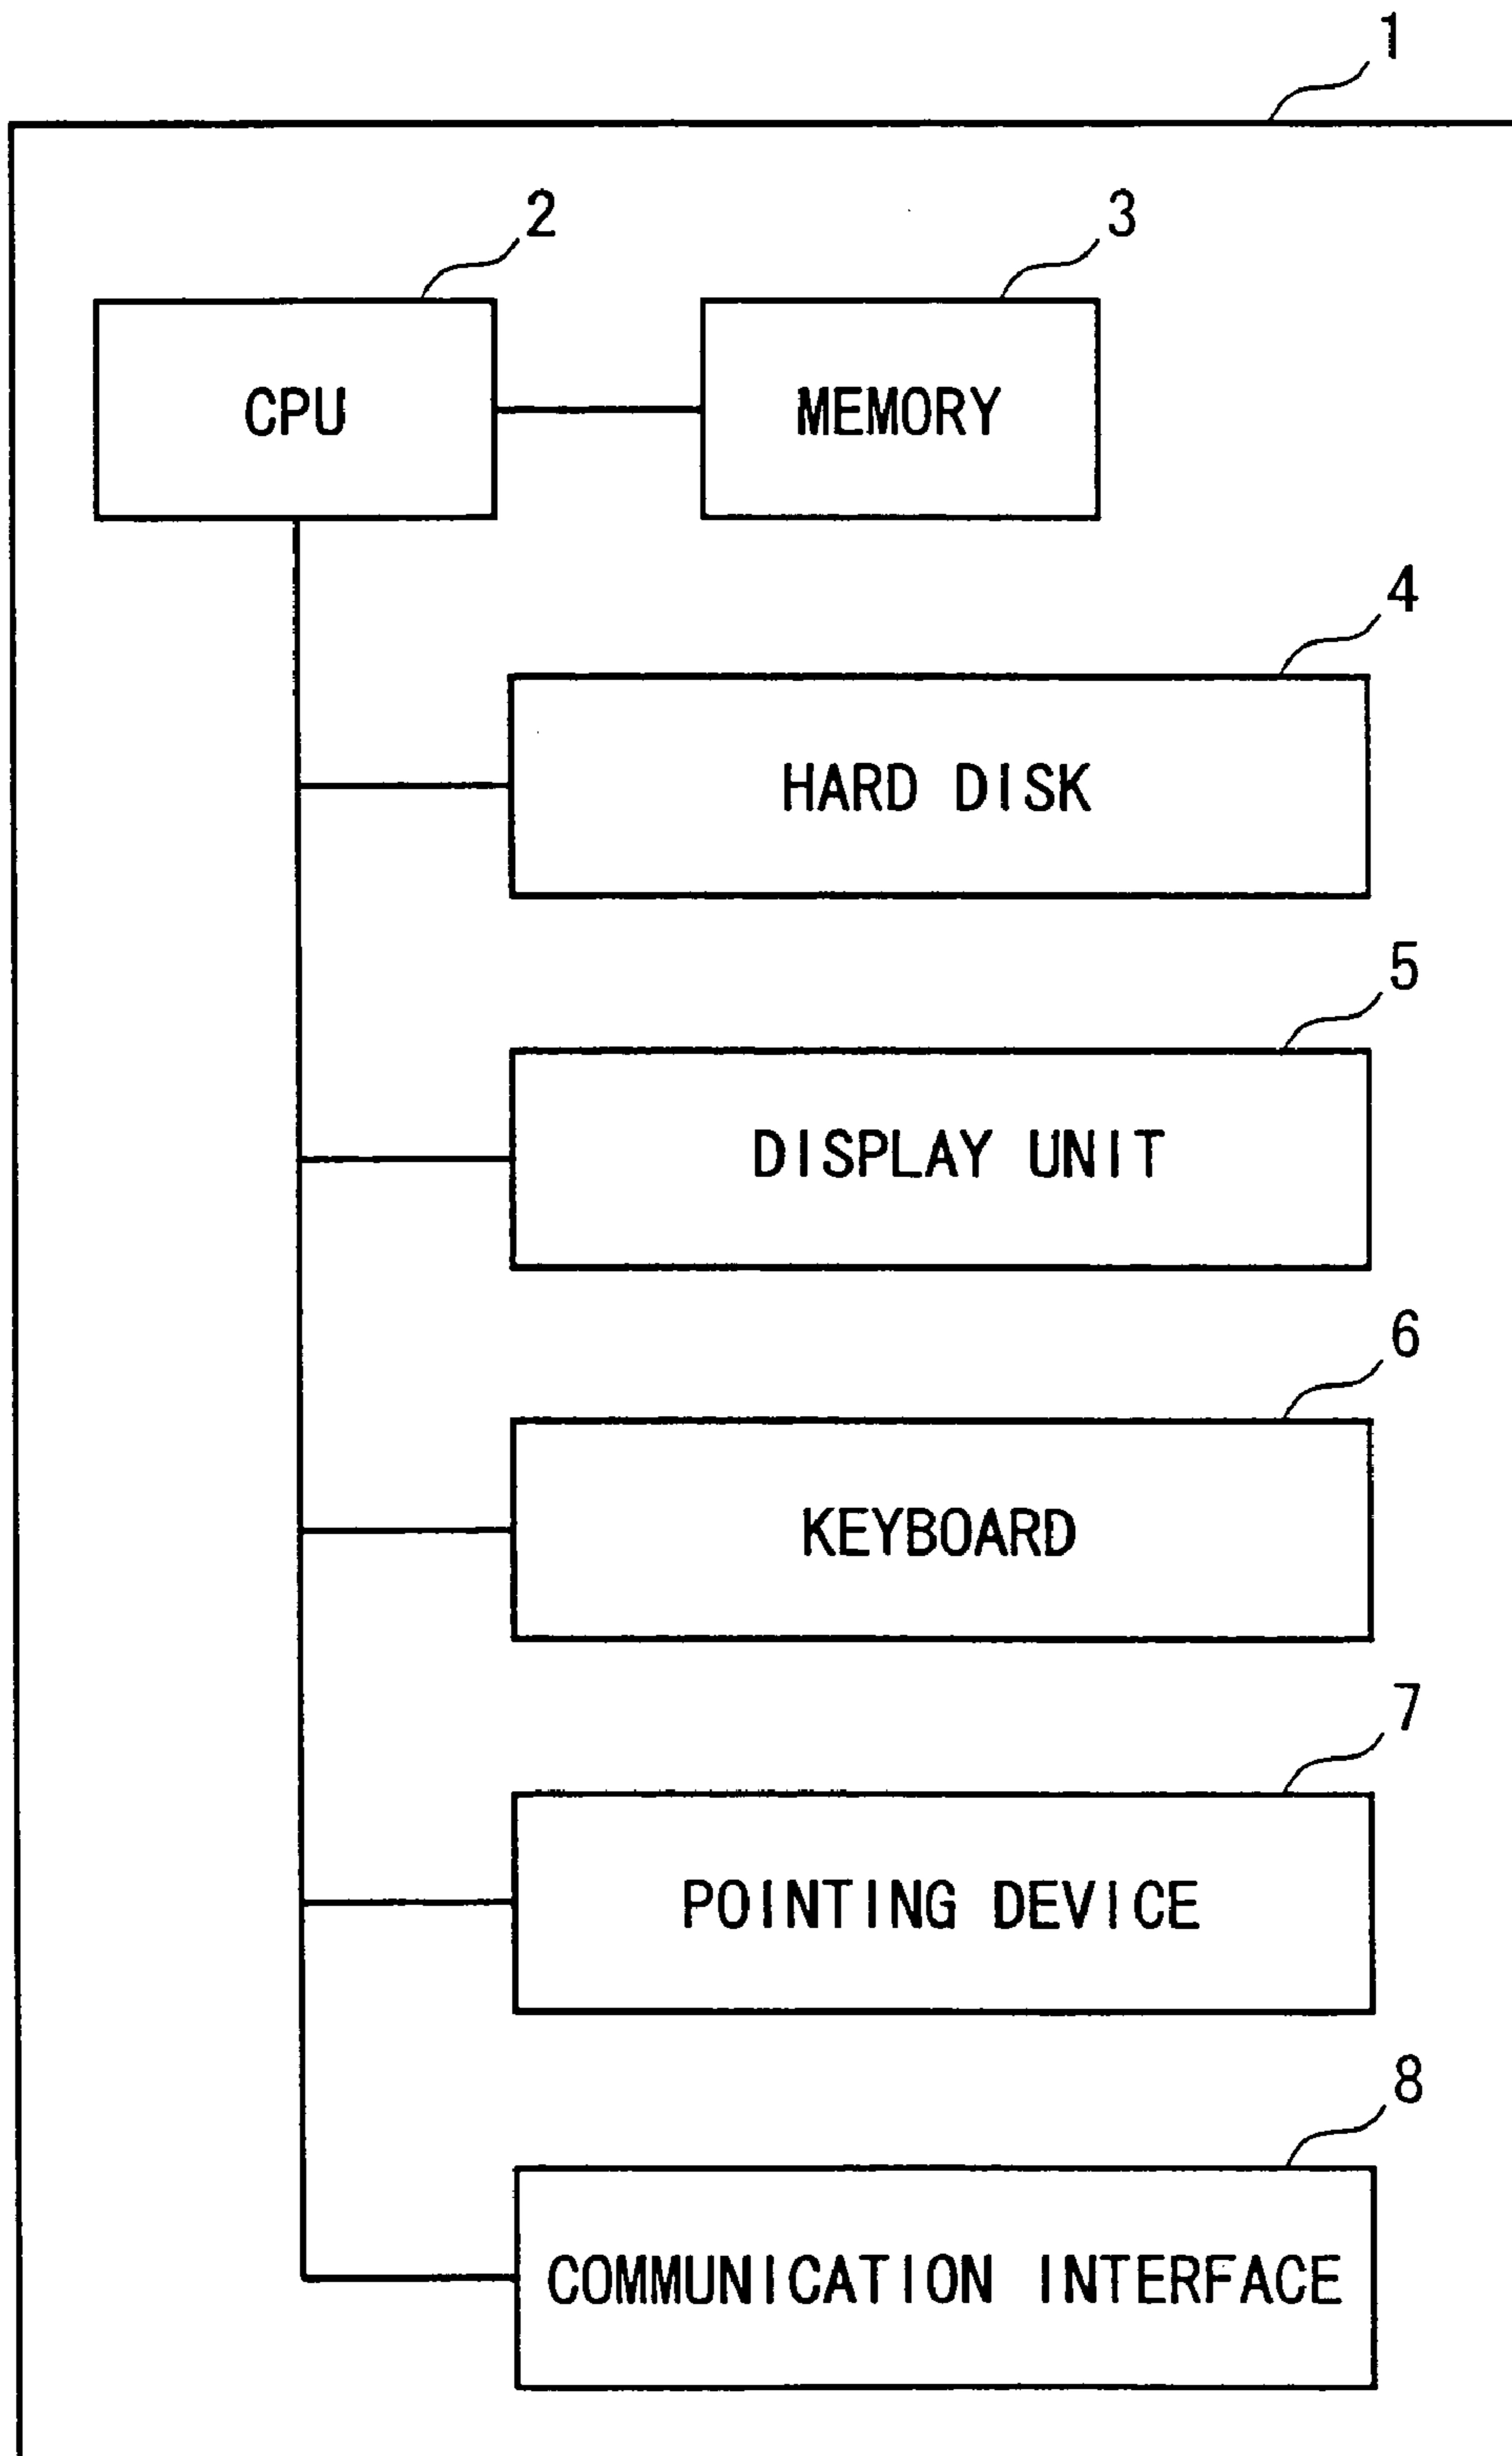 1
2
3
CPU
MEMORY
4
HARD DISK
5
DISPLAY UNIT
6
KEYBOARD
7
POINTING DEVICE
8
COMMUNICATION INTERFACE